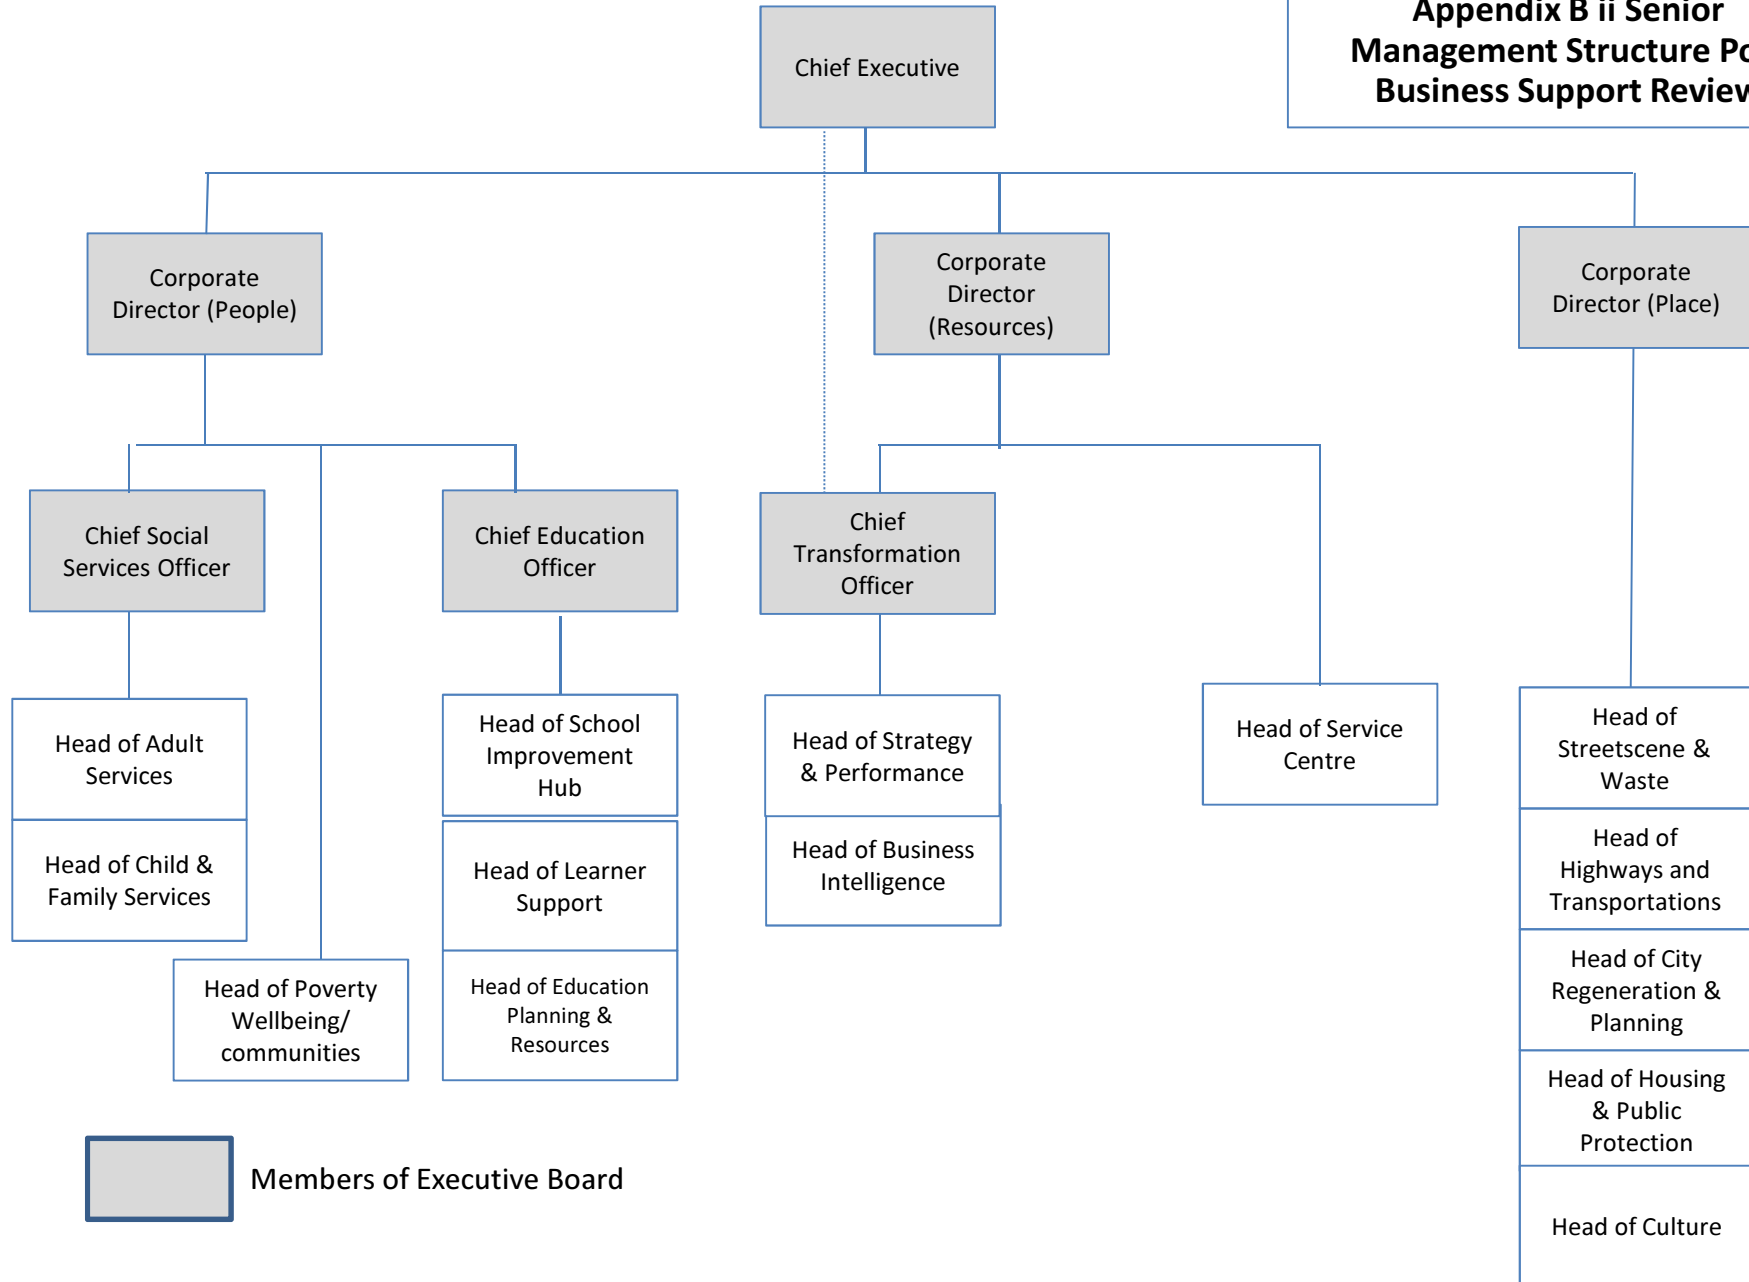 Appendix B ii Senior
Management Structure
Business Support Review
Chief Executive
Corporate
Director (People)
Corporate
Director
(Resources)
Corporate
Director (Place)
Chief Social
Services Officer
Chief Education
Officer
Chief
Transformation
Officer
Head of Adult
Services
Head of Child &
Family Services
Head of Poverty
Wellbeing/
communities
Head of School
Improvement
Hub
Head of Learner
Support
Head of Education
Planning &
Resources
Head of Strategy
& Performance
Head of Business
Intelligence
Head of Service
Centre
Head of
Streetscene &
Waste
Head of
Highways and
Transportations
Head of City
Regeneration &
Planning
Head of Housing
& Public
Protection
Head of Culture
Members of Executive Board